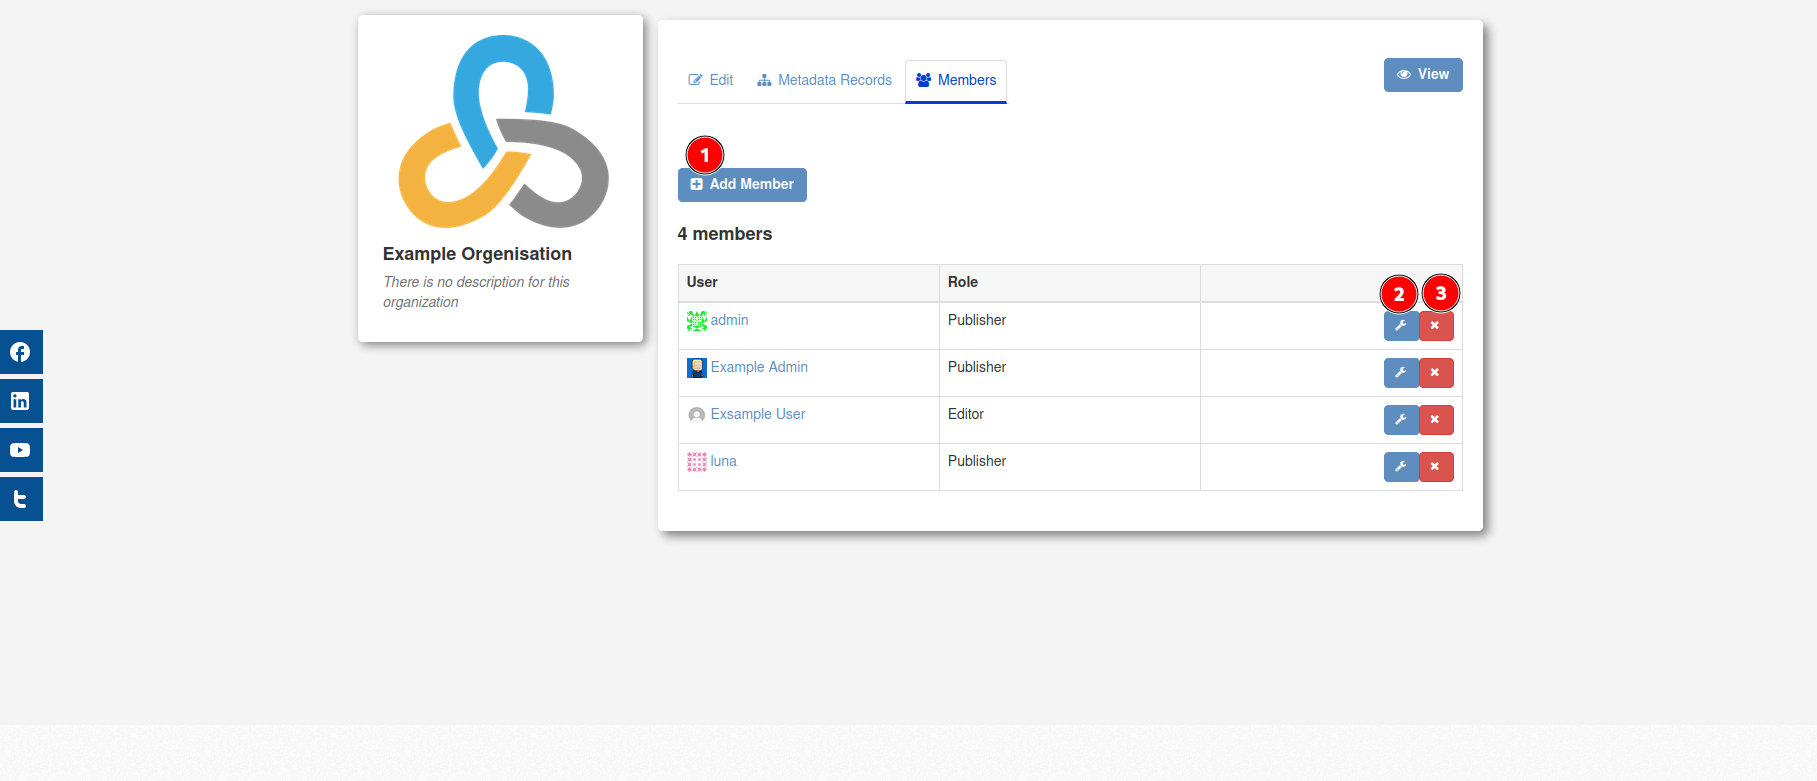 Example Orgenisation
There is no description for this
organization
Edit Metadata Records Members
View
1
Add Member
4 members
User Role
2 3
admin Publisher
Example Admin Publisher
Exsample User Editor
luna Publisher